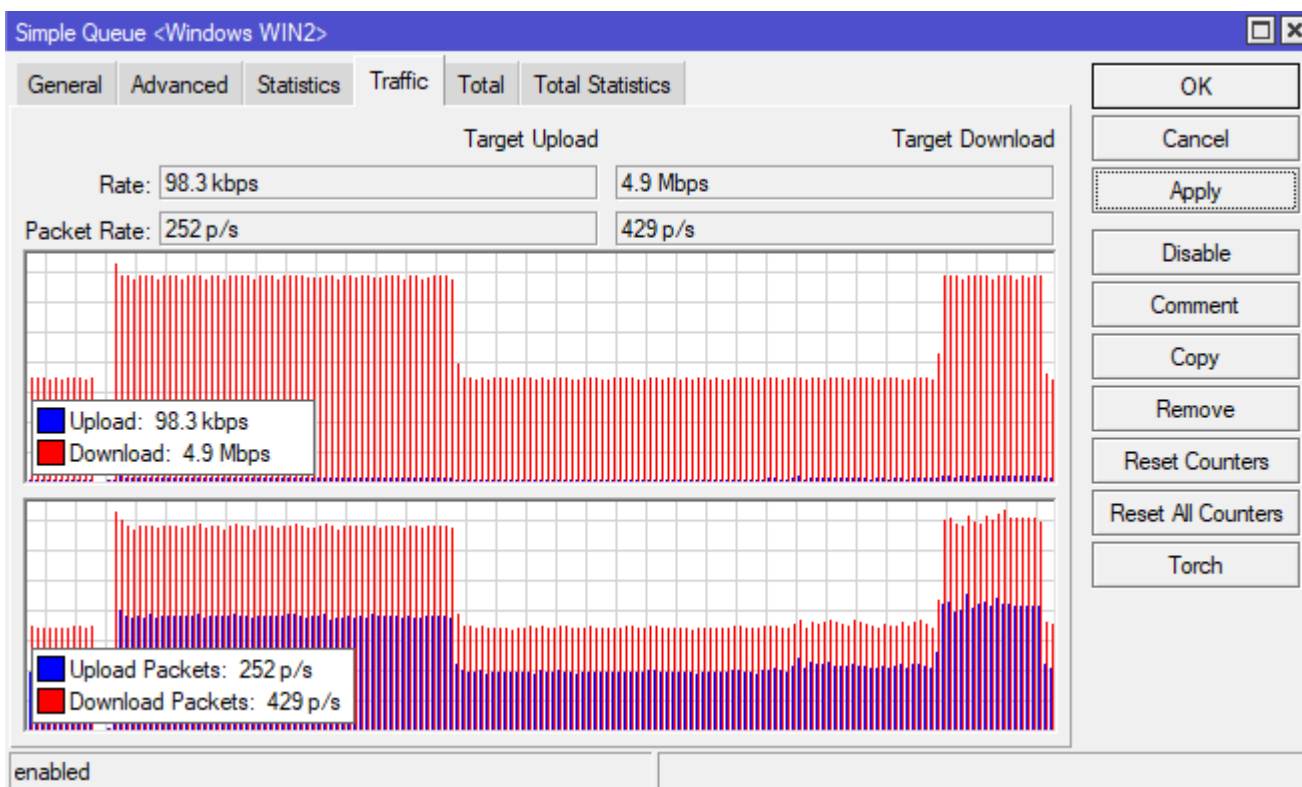 Simple Queue <Windows WIN2>
General Advanced Statistics Traffic Total Total Statistics
Target Upload Target Download
Rate: 98.3 kbps 4.9 Mbps
Packet Rate: 252 p/s 429 p/s
Upload: 98.3 kbps
Download: 4.9 Mbps
Upload Packets: 252 p/s
Download Packets: 429 p/s
OK
Cancel
Apply
Disable
Comment
Copy
Remove
Reset Counters
Reset All Counters
Torch
enabled